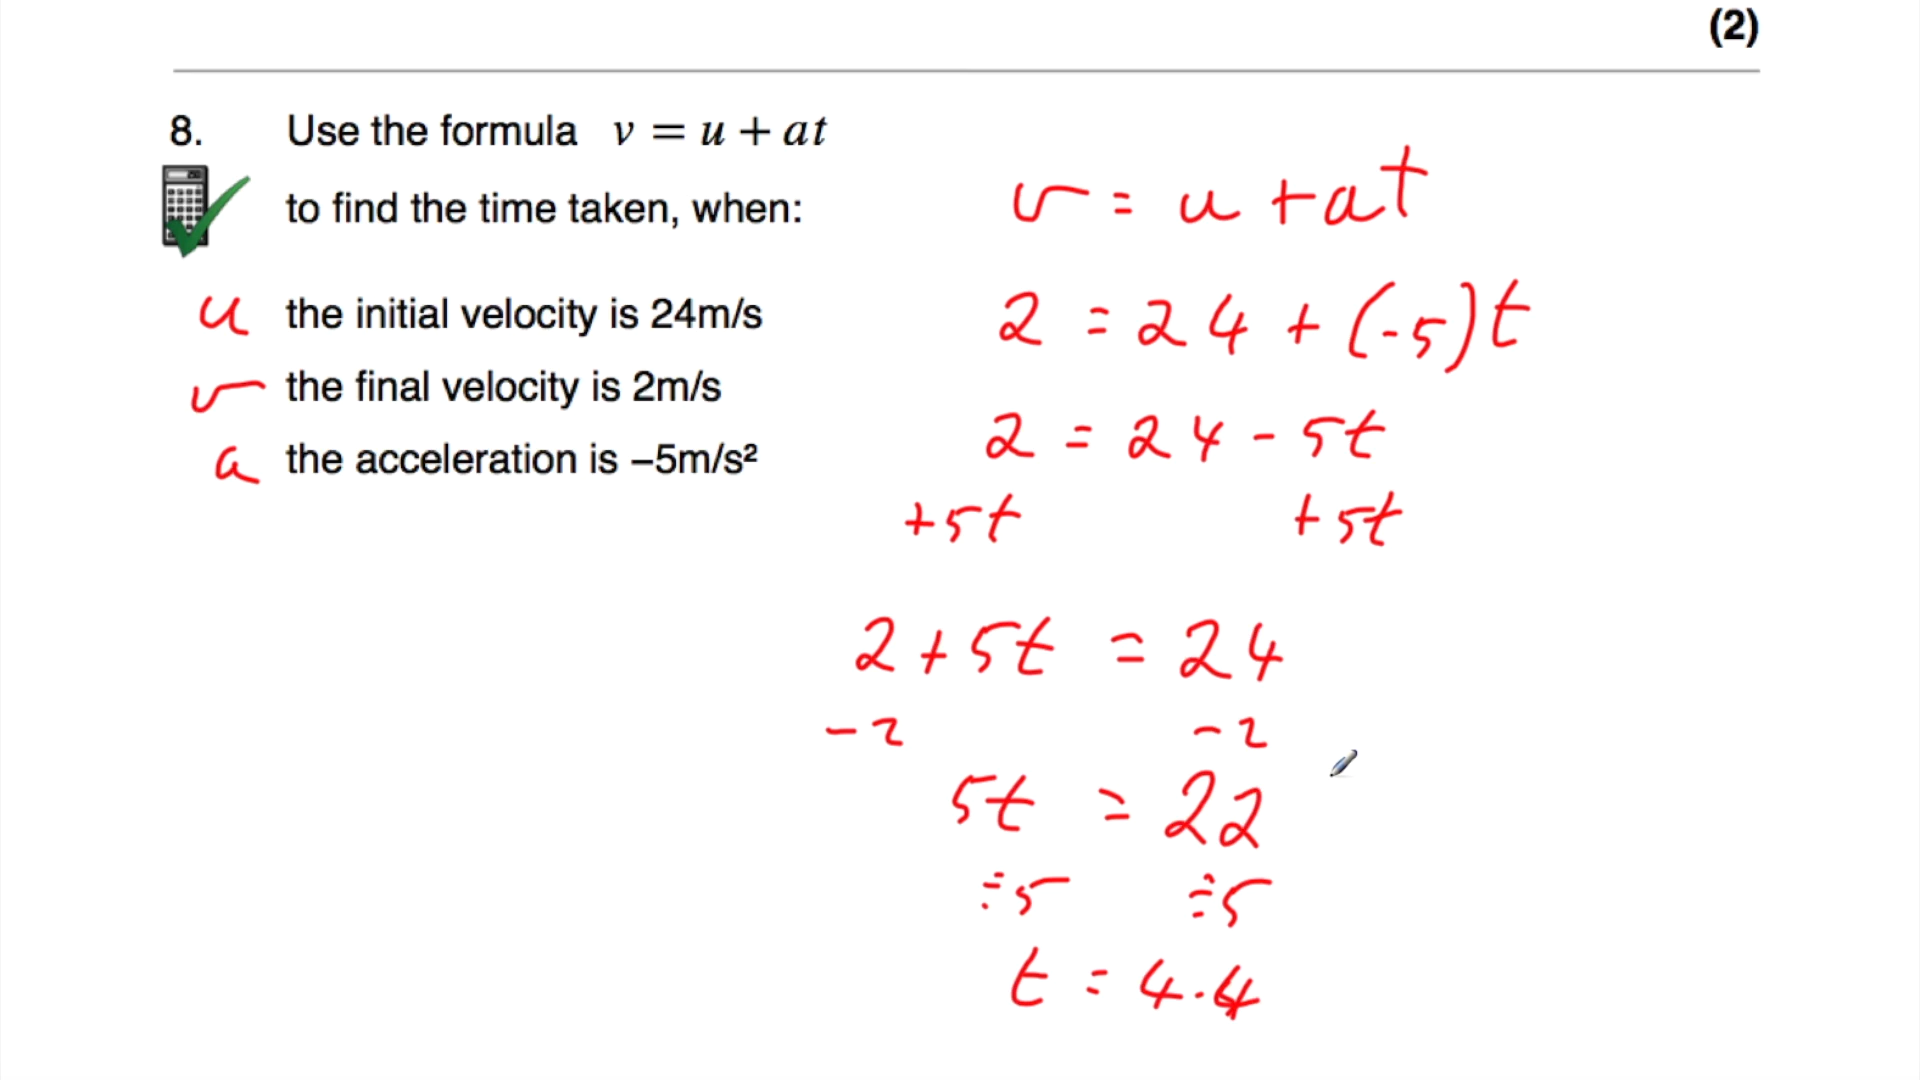 (2)
8. Use the formula v = u + at
to find the time taken, when:
u the initial velocity is 24m/s
v the final velocity is 2m/s
a the acceleration is –5m/s²
v = u + at
2 = 24 + (-5)t
2 = 24 - 5t
+5t +5t
2 + 5t = 24
-2 -2
5t = 22
÷5 ÷5
t = 4.4